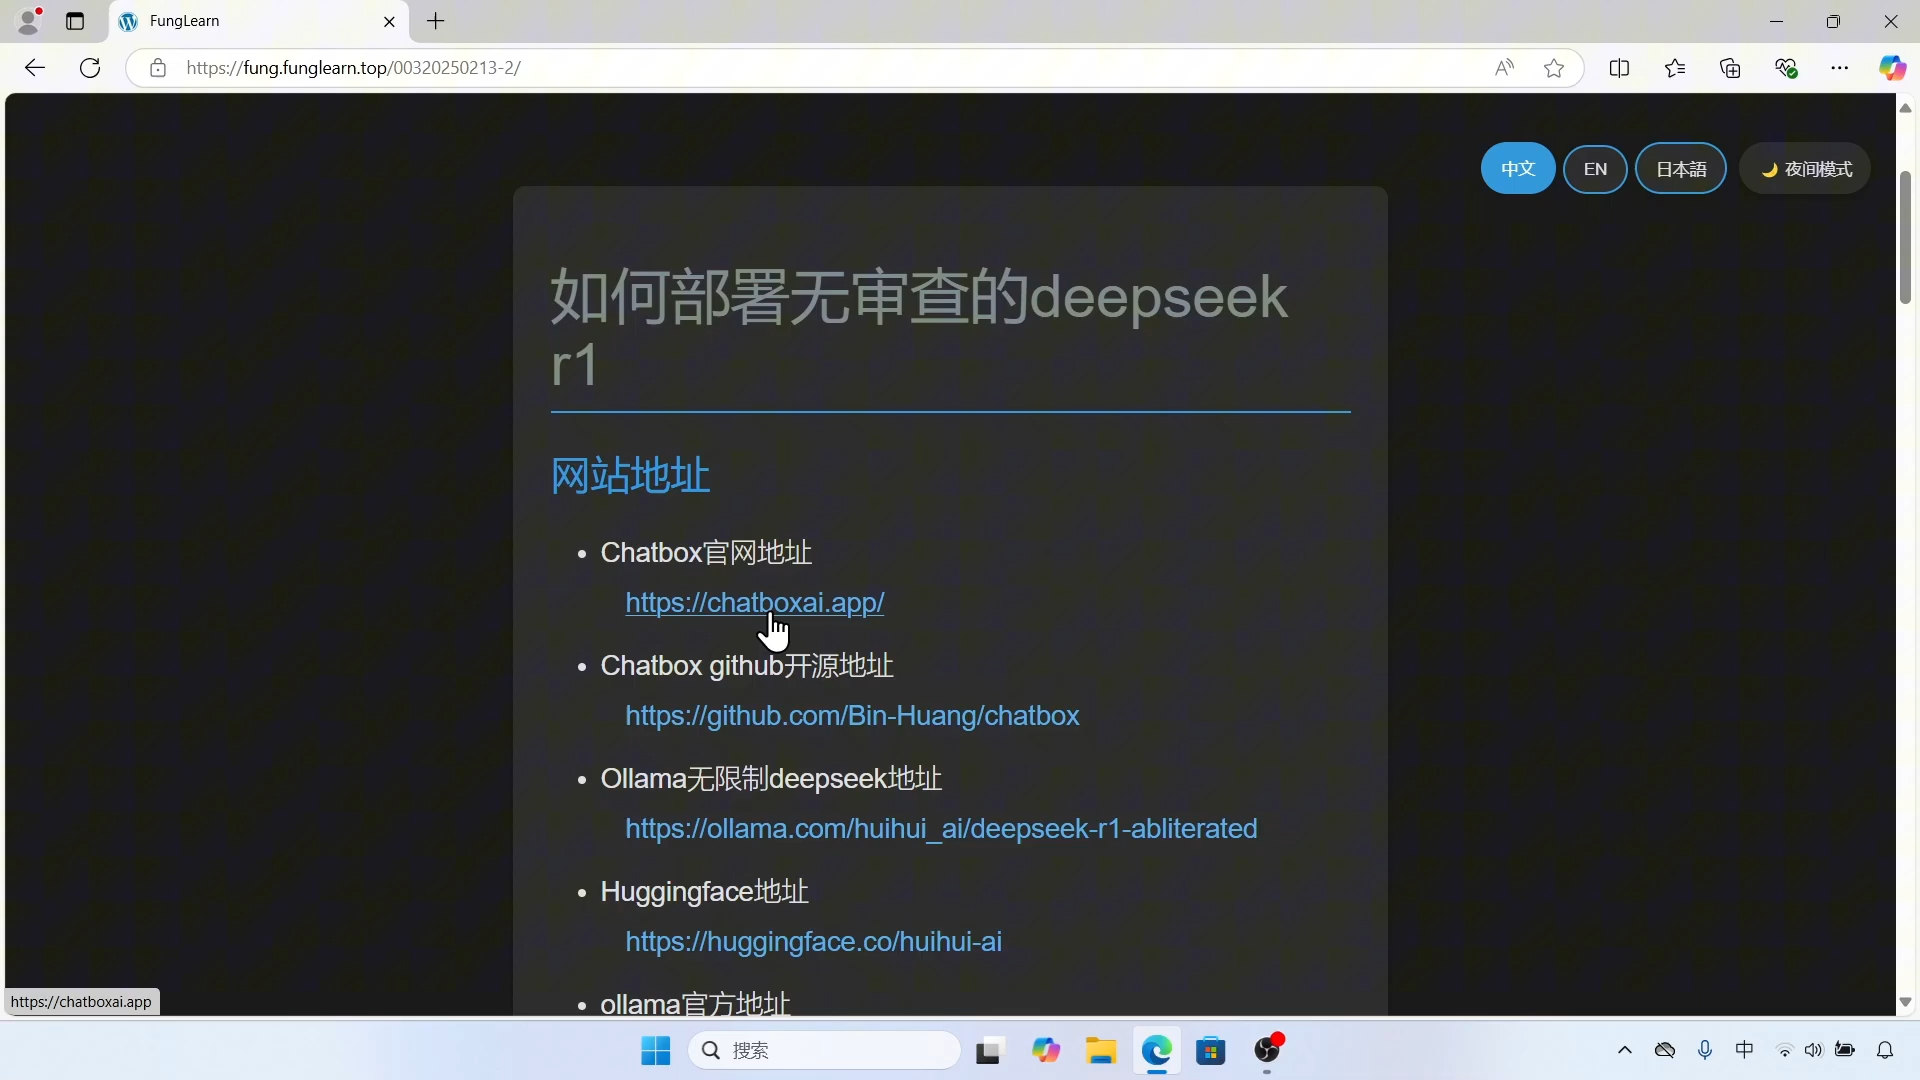 FungLearn
https://fung.funglearn.top/00320250213-2/
中文 EN 日本語 🌙 夜间模式
如何部署无审查的deepseek
r1
网站地址
• Chatbox官网地址
https://chatboxai.app/
• Chatbox github开源地址
https://github.com/Bin-Huang/chatbox
• Ollama无限制deepseek地址
https://ollama.com/huihui_ai/deepseek-r1-abliterated
• Huggingface地址
https://huggingface.co/huihui-ai
• ollama官方地址
https://chatboxai.app
搜索
中